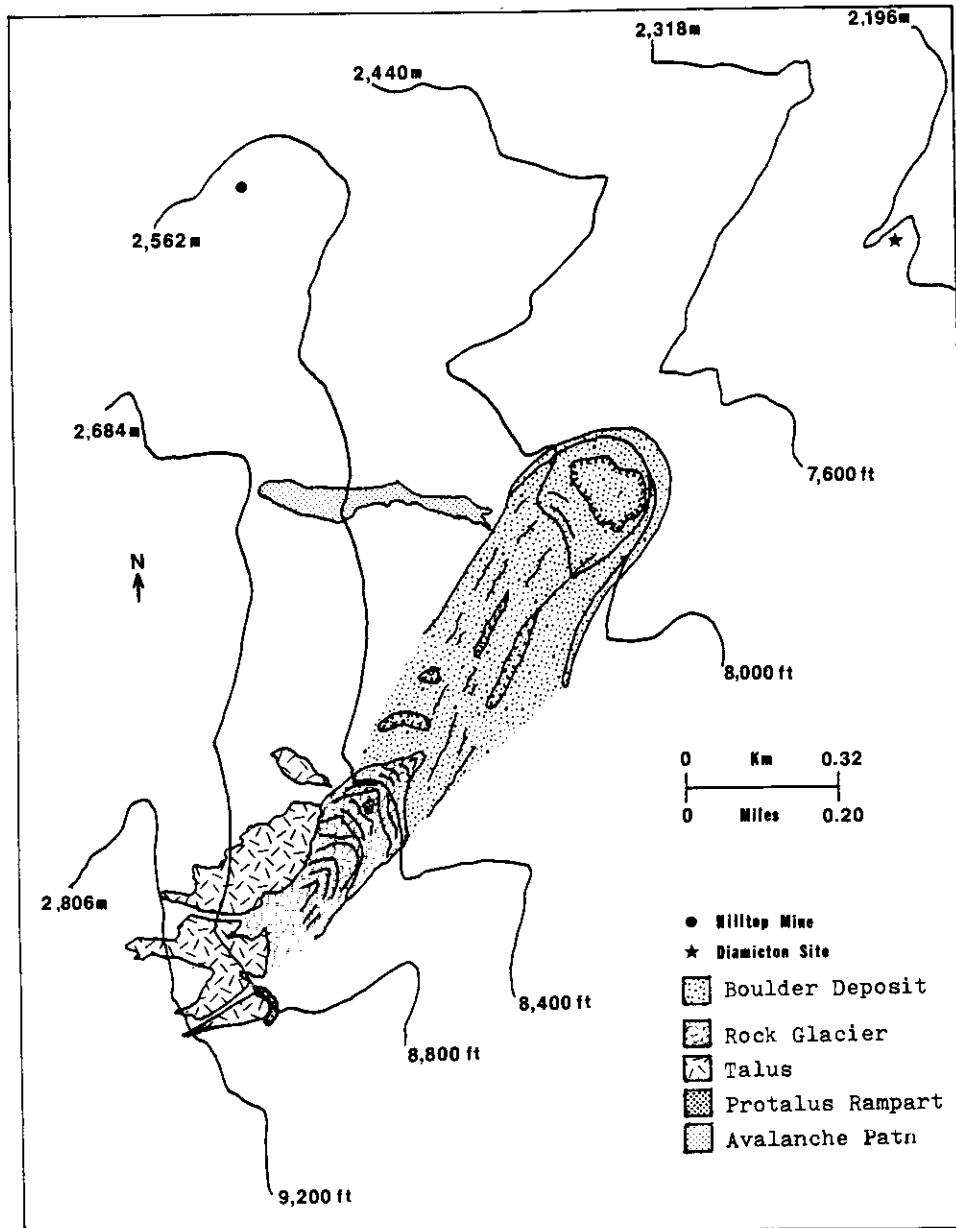 2,196m
2,318m
2,440m
2,562m
2,684m
7,600 ft
N
8,000 ft
0 Km 0.32
0 Miles 0.20
2,806m
Hilltop Mine
Diamicton Site
Boulder Deposit
8,400 ft
Rock Glacier
8,800 ft
Talus
Protalus Rampart
Avalanche Patn
9,200 ft